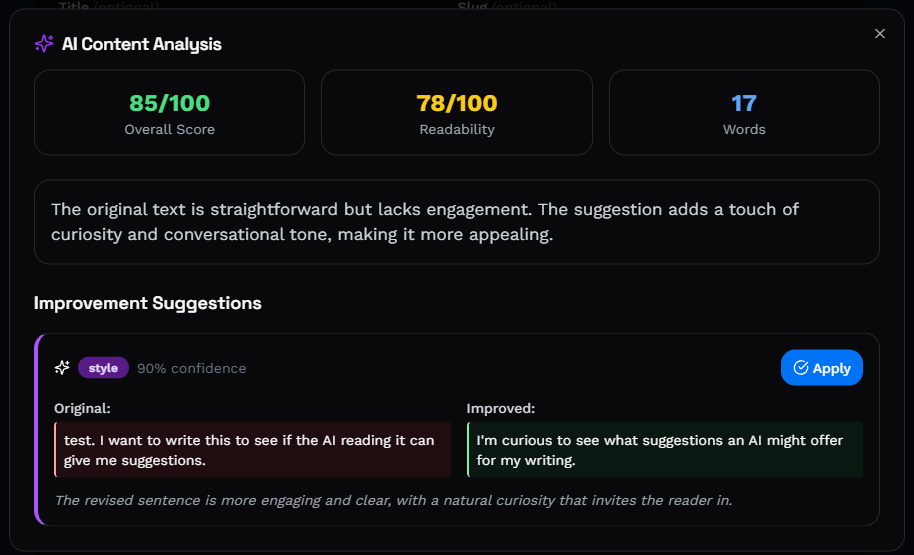 Title (optional) Slug (optional)
AI Content Analysis
85/100
Overall Score
78/100
Readability
17
Words
The original text is straightforward but lacks engagement. The suggestion adds a touch of
curiosity and conversational tone, making it more appealing.
Improvement Suggestions
style 90% confidence
Apply
Original:
test. I want to write this to see if the AI reading it can
give me suggestions.
Improved:
I'm curious to see what suggestions an AI might offer
for my writing.
The revised sentence is more engaging and clear, with a natural curiosity that invites the reader in.